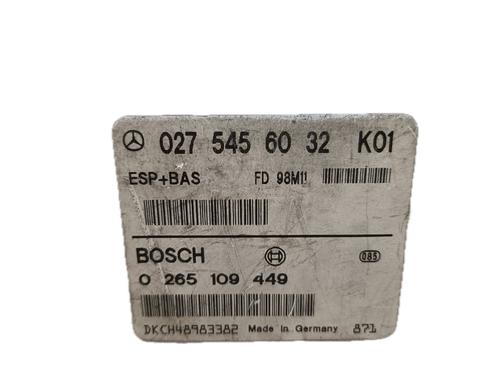 027 545 60 32 K01
ESP+BAS FD 98M11
BOSCH 085
0 265 109 449
DKCH48983382 Made in Germany 871